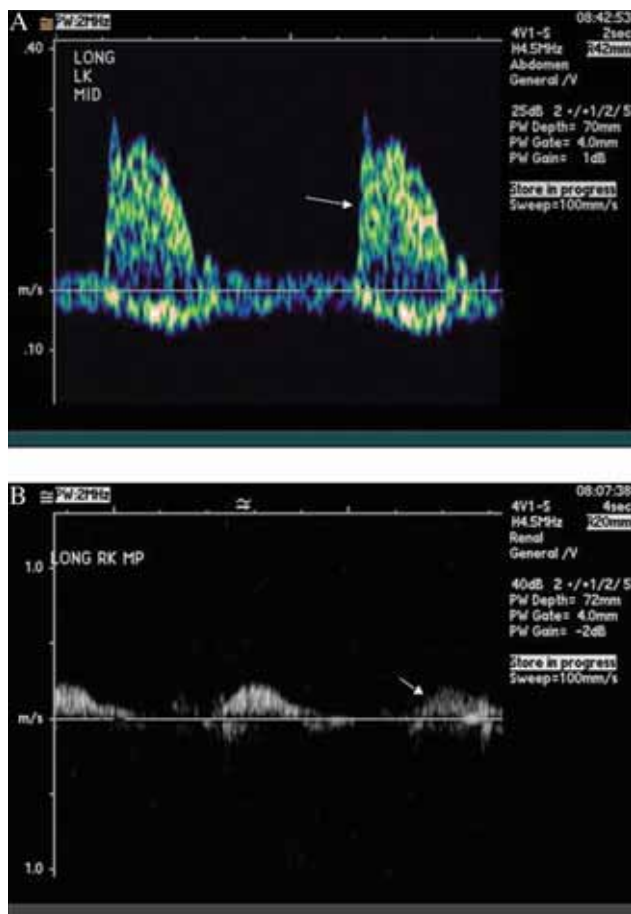 A
PW:2MHz
08:42:53
4V1-S 2sec
H4.5MHz R42mm
Abdomen
General /V
.40
LONG
LK
MID
25dB 2 +/+1/2/5
PW Depth= 70mm
PW Gate= 4.0mm
PW Gain= 1dB
Store in progress
Sweep=100mm/s
m/s
.10
B
PW:2MHz
08:07:38
4V1-S 4sec
H4.5MHz R20mm
Renal
General /V
LONG RK MP
1.0
40dB 2 +/+1/2/5
PW Depth= 72mm
PW Gate= 4.0mm
PW Gain= -2dB
Store in progress
Sweep=100mm/s
m/s
1.0